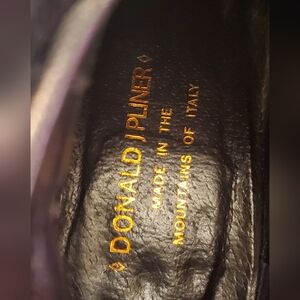 ◊ DONALD J PLINER ◊
MADE IN THE
MOUNTAINS OF ITALY